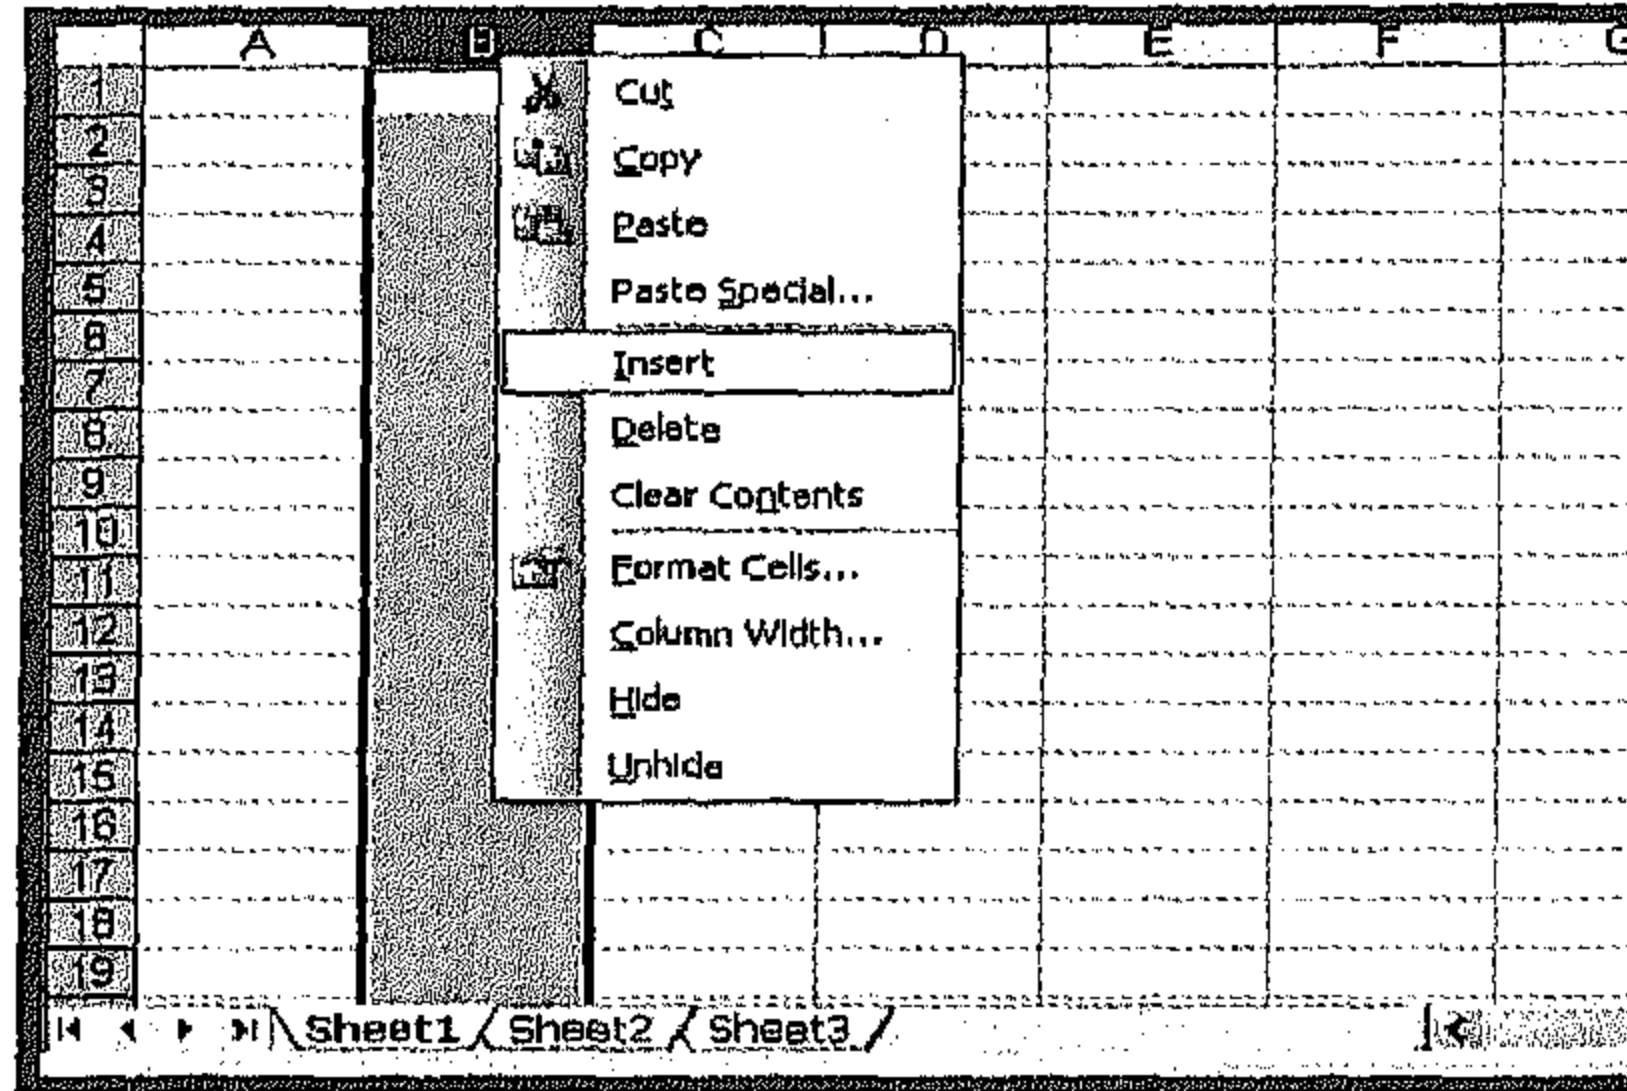 A B C D E F G
1
2
3
4
5
6
7
8
9
10
11
12
13
14
15
16
17
18
19
Cut
Copy
Paste
Paste Special...
Insert
Delete
Clear Contents
Format Cells...
Column Width...
Hide
Unhide
Sheet1 Sheet2 Sheet3